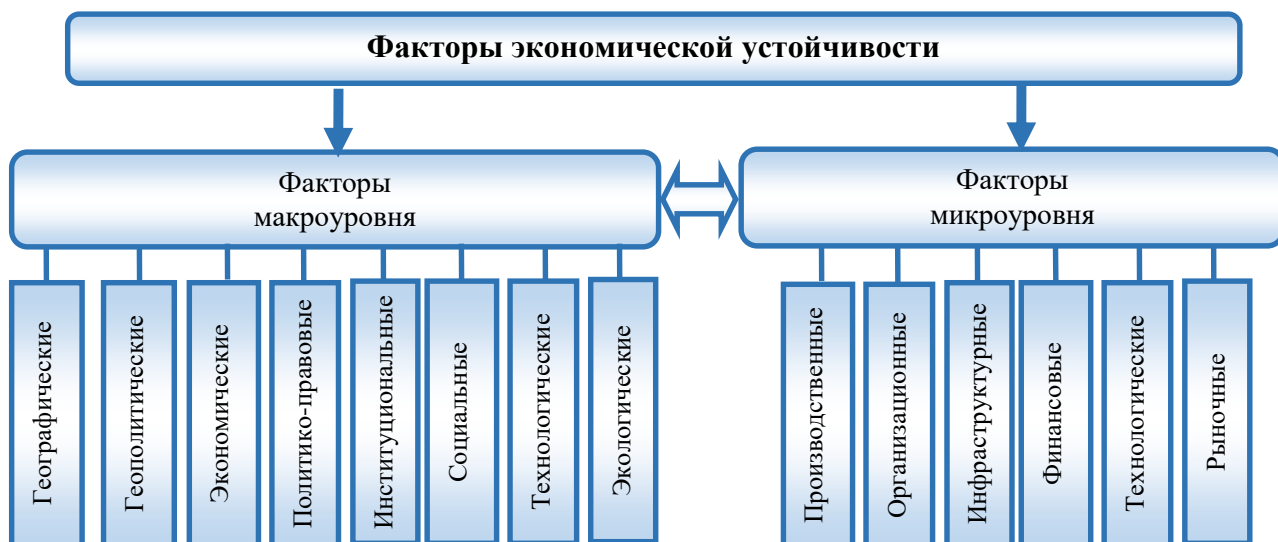 Факторы экономической устойчивости
Факторы
макроуровня
Факторы
микроуровня
Географические
Геополитические
Экономические
Политико-правовые
Институциональные
Социальные
Технологические
Экологические
Производственные
Организационные
Инфраструктурные
Финансовые
Технологические
Рыночные